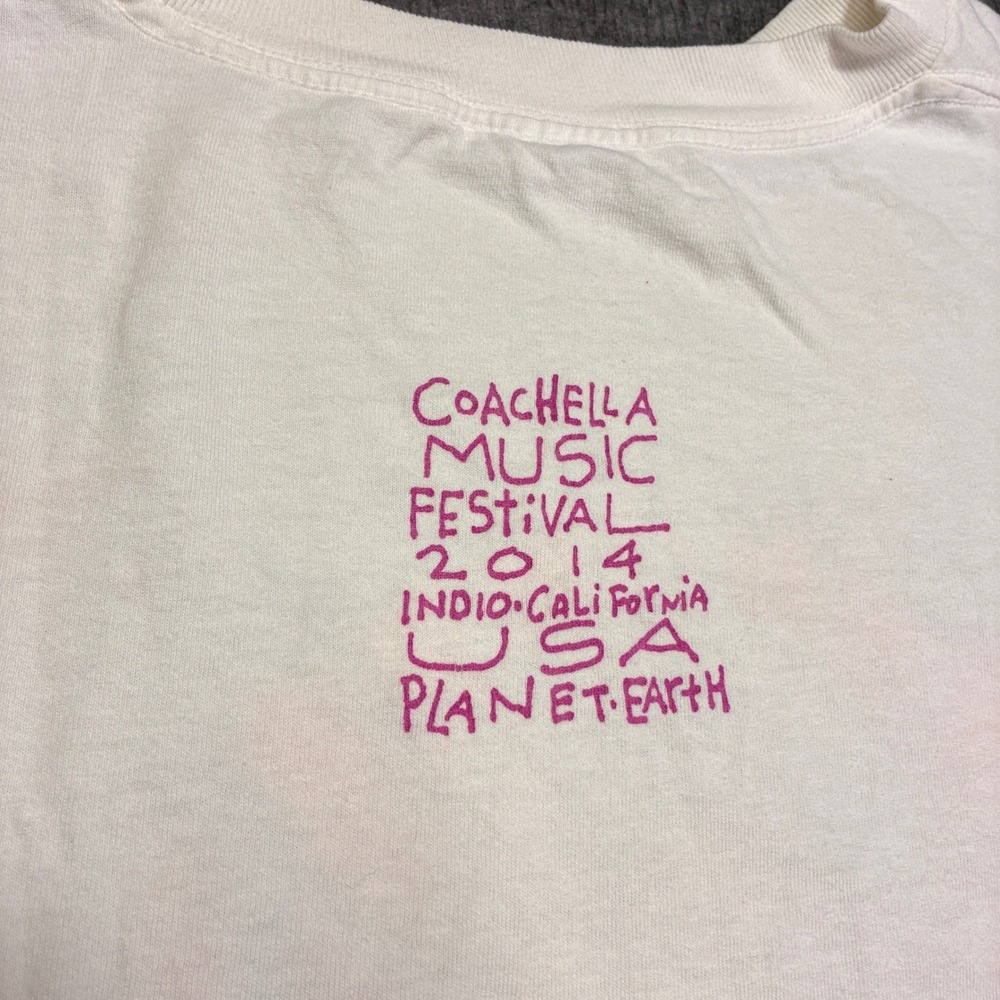 COACHELLA
MUSIC
FEStiVAL
2014
INDIO·CaLiForNiA
USA
PLANET·EArtH